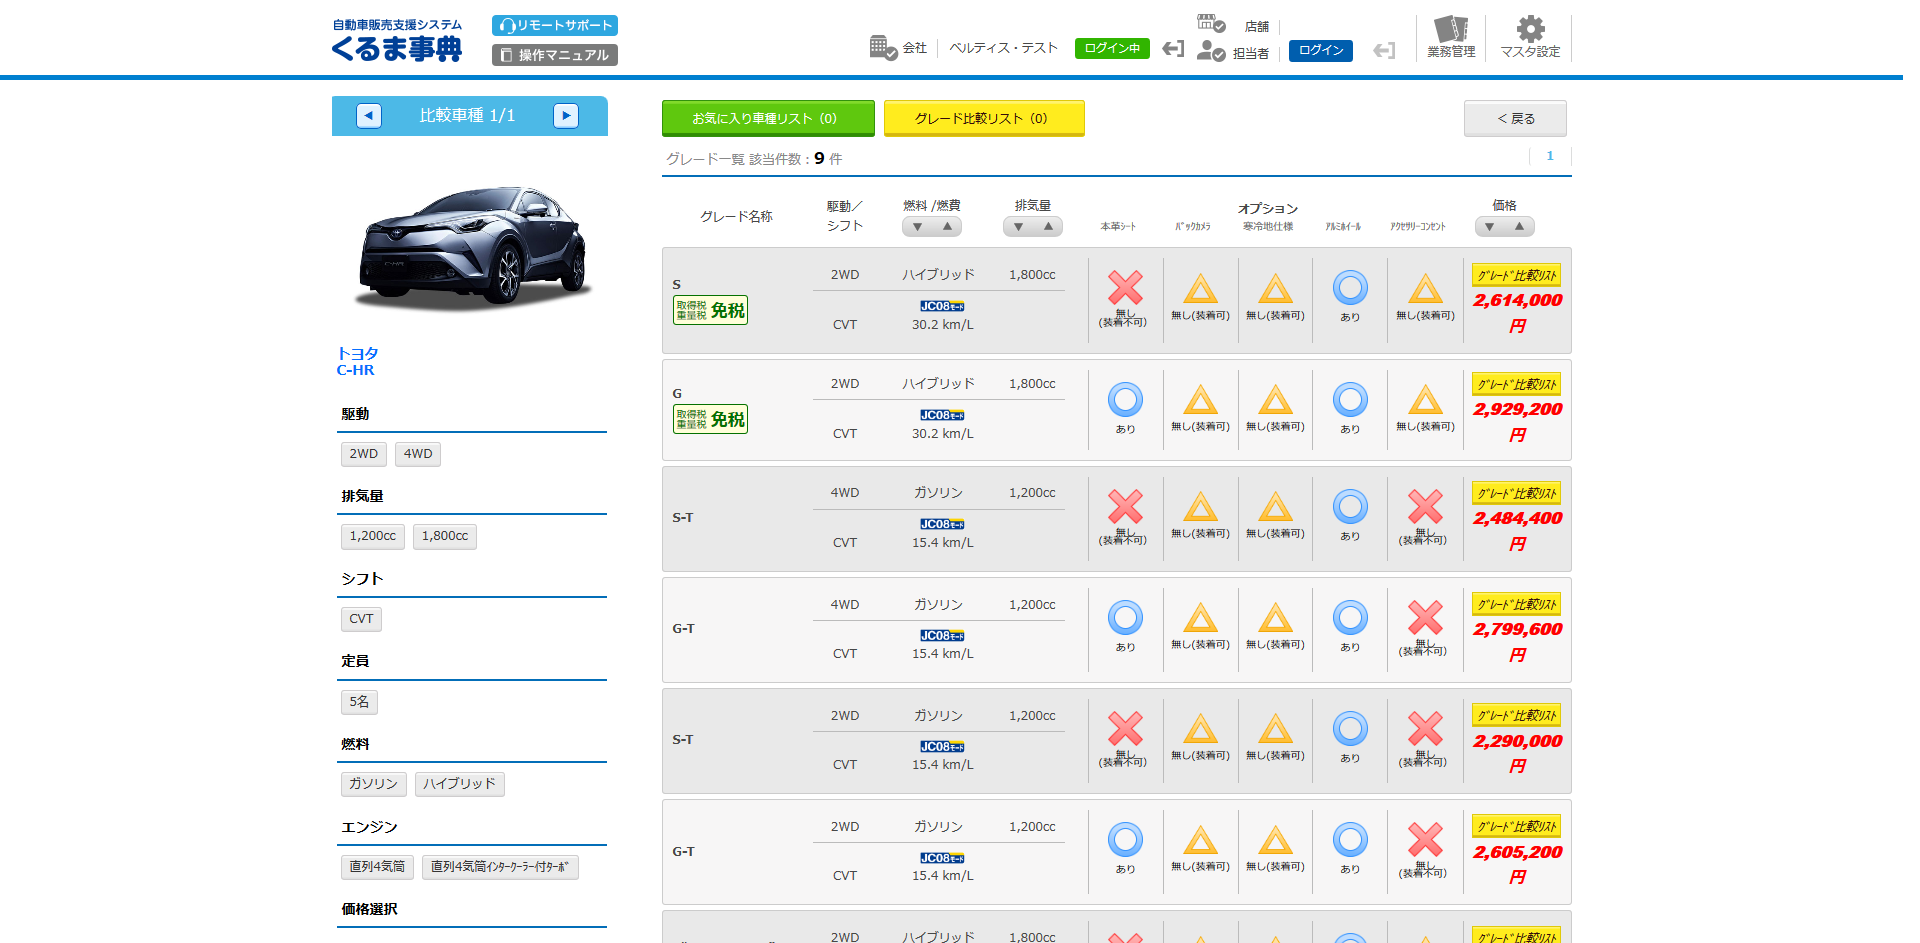 自動車販売支援システム
くるま事典
リモートサポート
操作マニュアル
会社
ベルティス・テスト
ログイン中
店舗
担当者
ログイン
業務管理
マスタ設定
比較車種 1/1
お気に入り車種リスト（0）
グレード比較リスト（0）
< 戻る
グレード一覧 該当件数 : 9 件
1
グレード名称
駆動／
シフト
燃料 /燃費
▼ ▲
排気量
▼ ▲
オプション
本革シート
バックカメラ
寒冷地仕様
アルミホイール
アクセサリーコンセント
価格
▼ ▲
トヨタ
C-HR
駆動
2WD 4WD
排気量
1,200cc 1,800cc
シフト
CVT
定員
5名
燃料
ガソリン ハイブリッド
エンジン
直列4気筒 直列4気筒インタークーラー付ターボ
価格選択
S
取得税
重量税 免税
2WD ハイブリッド 1,800cc
JC08モード
CVT 30.2 km/L
無し
(装着不可)
無し(装着可)
無し(装着可)
あり
無し(装着可)
グレード比較リスト
2,614,000
円
G
取得税
重量税 免税
2WD ハイブリッド 1,800cc
JC08モード
CVT 30.2 km/L
あり
無し(装着可)
無し(装着可)
あり
無し(装着可)
グレード比較リスト
2,929,200
円
S-T
4WD ガソリン 1,200cc
JC08モード
CVT 15.4 km/L
無し
(装着不可)
無し(装着可)
無し(装着可)
あり
無し
(装着不可)
グレード比較リスト
2,484,400
円
G-T
4WD ガソリン 1,200cc
JC08モード
CVT 15.4 km/L
あり
無し(装着可)
無し(装着可)
あり
無し
(装着不可)
グレード比較リスト
2,799,600
円
S-T
2WD ガソリン 1,200cc
JC08モード
CVT 15.4 km/L
無し
(装着不可)
無し(装着可)
無し(装着可)
あり
無し
(装着不可)
グレード比較リスト
2,290,000
円
G-T
2WD ガソリン 1,200cc
JC08モード
CVT 15.4 km/L
あり
無し(装着可)
無し(装着可)
あり
無し
(装着不可)
グレード比較リスト
2,605,200
円
2WD ハイブリッド 1,800cc
グレード比較リスト